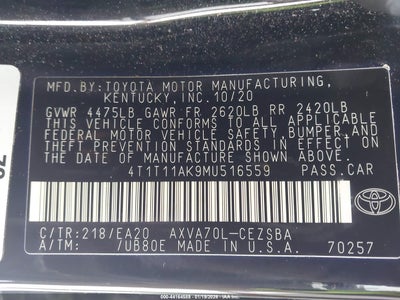 MFD.BY:TOYOTA MOTOR MANUFACTURING,
KENTUCKY,INC.10/20
GVWR 4475LB GAWR FR 2620LB RR 2420LB
THIS VEHICLE CONFORMS TO ALL APPLICABLE
FEDERAL MOTOR VEHICLE SAFETY, BUMPER, AND
THEFT PREVENTION STANDARDS IN EFFECT ON
THE DATE OF MANUFACTURE SHOWN ABOVE.
4T1T11AK9MU516559 PASS.CAR
C/TR:218/EA20 AXVA70L-CEZSBA
A/TM: /UB80E MADE IN U.S.A. 70257
TOYOTA